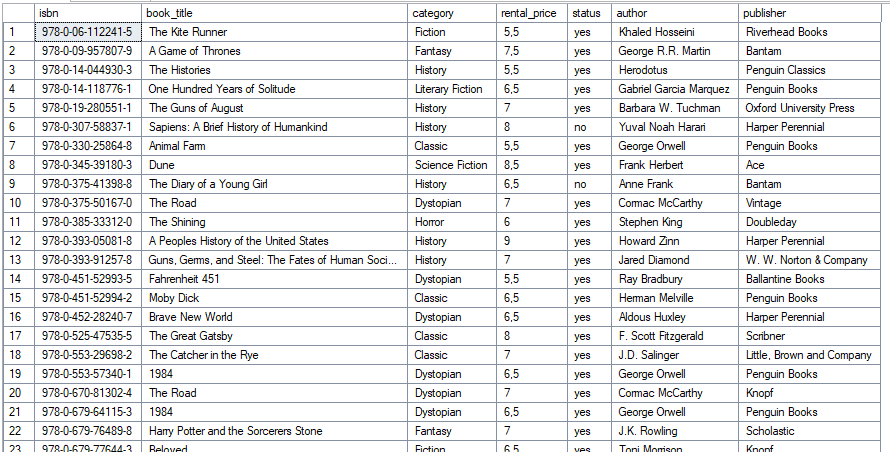 isbn book_title category rental_price status author publisher
1 978-0-06-112241-5 The Kite Runner Fiction 5,5 yes Khaled Hosseini Riverhead Books
2 978-0-09-957807-9 A Game of Thrones Fantasy 7,5 yes George R.R. Martin Bantam
3 978-0-14-044930-3 The Histories History 5,5 yes Herodotus Penguin Classics
4 978-0-14-118776-1 One Hundred Years of Solitude Literary Fiction 6,5 yes Gabriel Garcia Marquez Penguin Books
5 978-0-19-280551-1 The Guns of August History 7 yes Barbara W. Tuchman Oxford University Press
6 978-0-307-58837-1 Sapiens: A Brief History of Humankind History 8 no Yuval Noah Harari Harper Perennial
7 978-0-330-25864-8 Animal Farm Classic 5,5 yes George Orwell Penguin Books
8 978-0-345-39180-3 Dune Science Fiction 8,5 yes Frank Herbert Ace
9 978-0-375-41398-8 The Diary of a Young Girl History 6,5 no Anne Frank Bantam
10 978-0-375-50167-0 The Road Dystopian 7 yes Cormac McCarthy Vintage
11 978-0-385-33312-0 The Shining Horror 6 yes Stephen King Doubleday
12 978-0-393-05081-8 A Peoples History of the United States History 9 yes Howard Zinn Harper Perennial
13 978-0-393-91257-8 Guns, Germs, and Steel: The Fates of Human Soci... History 7 yes Jared Diamond W. W. Norton & Company
14 978-0-451-52993-5 Fahrenheit 451 Dystopian 5,5 yes Ray Bradbury Ballantine Books
15 978-0-451-52994-2 Moby Dick Classic 6,5 yes Herman Melville Penguin Books
16 978-0-452-28240-7 Brave New World Dystopian 6,5 yes Aldous Huxley Harper Perennial
17 978-0-525-47535-5 The Great Gatsby Classic 8 yes F. Scott Fitzgerald Scribner
18 978-0-553-29698-2 The Catcher in the Rye Classic 7 yes J.D. Salinger Little, Brown and Company
19 978-0-553-57340-1 1984 Dystopian 6,5 yes George Orwell Penguin Books
20 978-0-670-81302-4 The Road Dystopian 7 yes Cormac McCarthy Knopf
21 978-0-679-64115-3 1984 Dystopian 6,5 yes George Orwell Penguin Books
22 978-0-679-76489-8 Harry Potter and the Sorcerers Stone Fantasy 7 yes J.K. Rowling Scholastic
23 978-0-679-77644-3 Beloved Fiction 6,5 yes Toni Morrison Knopf